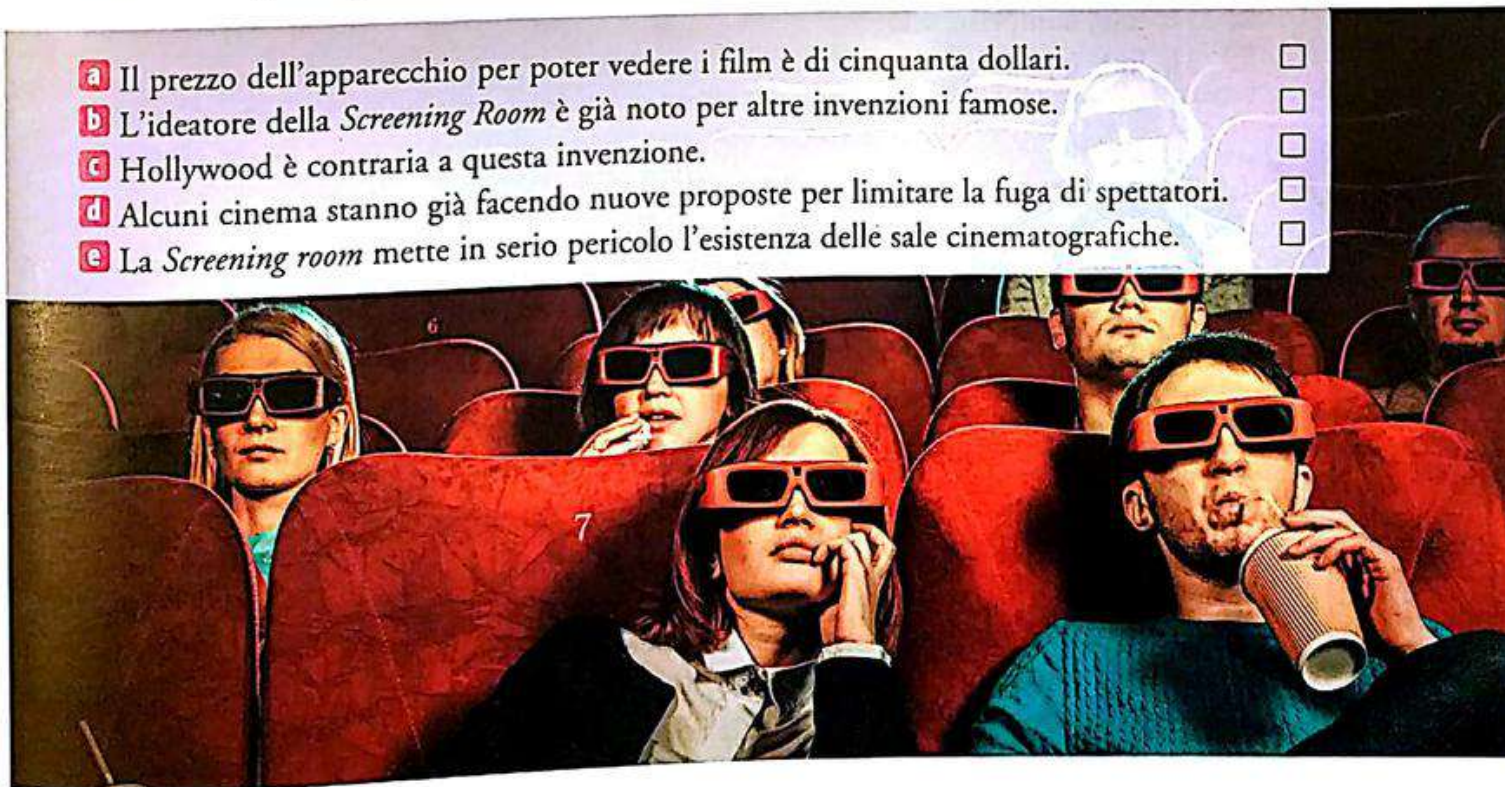 a Il prezzo dell'apparecchio per poter vedere i film è di cinquanta dollari.
b L'ideatore della Screening Room è già noto per altre invenzioni famose.
c Hollywood è contraria a questa invenzione.
d Alcuni cinema stanno già facendo nuove proposte per limitare la fuga di spettatori.
e La Screening room mette in serio pericolo l'esistenza delle sale cinematografiche.
6
7